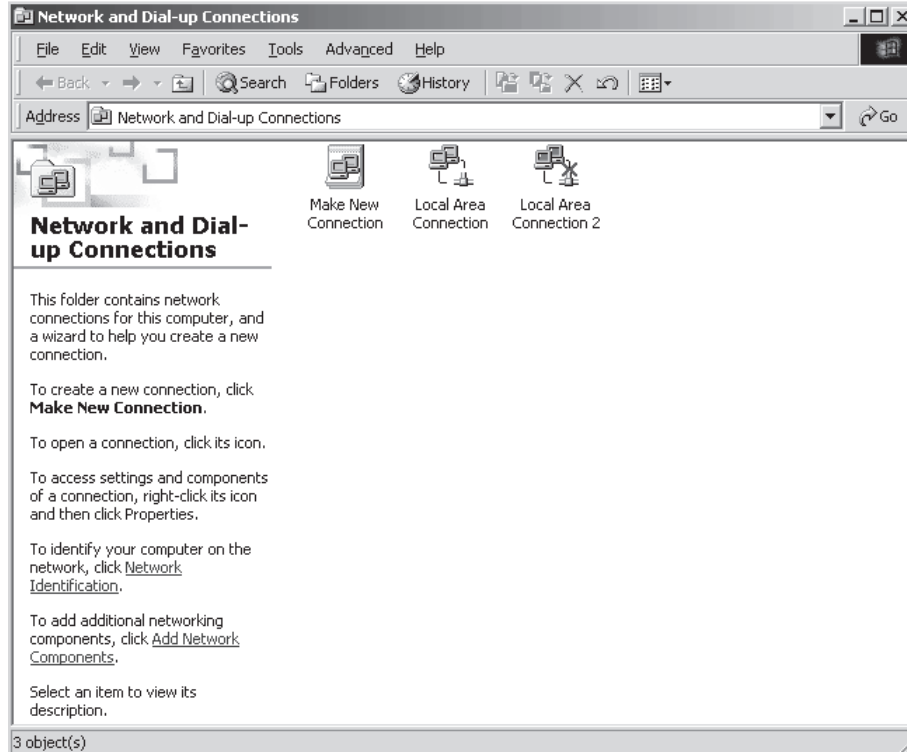 Network and Dial-up Connections
File Edit View Favorites Tools Advanced Help
Back Search Folders History
Address Network and Dial-up Connections Go
Network and Dial-
up Connections
This folder contains network
connections for this computer, and
a wizard to help you create a new
connection.
To create a new connection, click
Make New Connection.
To open a connection, click its icon.
To access settings and components
of a connection, right-click its icon
and then click Properties.
To identify your computer on the
network, click Network
Identification.
To add additional networking
components, click Add Network
Components.
Select an item to view its
description.
Make New
Connection
Local Area
Connection
Local Area
Connection 2
3 object(s)